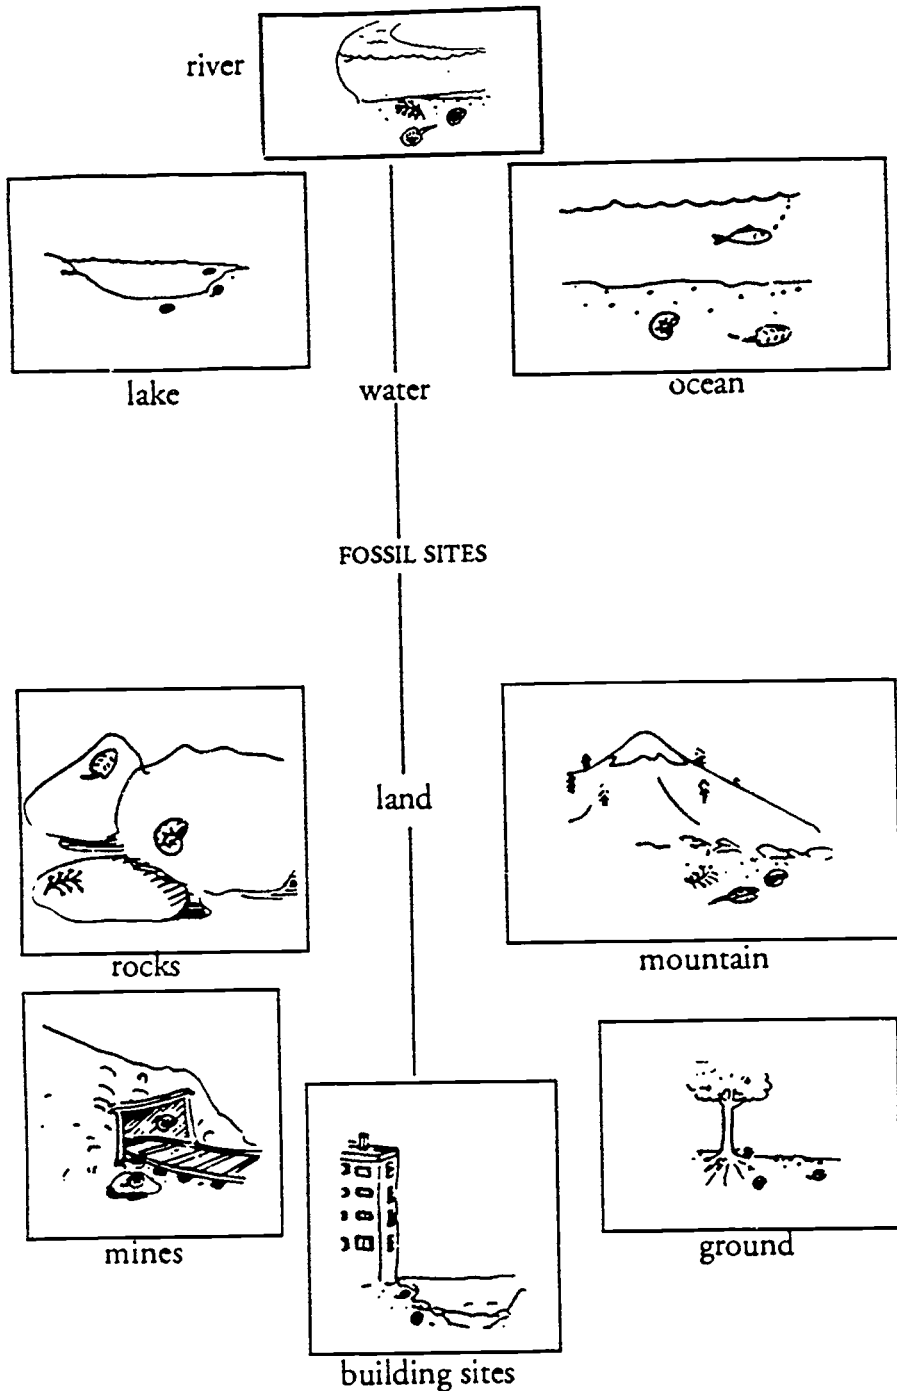 river
lake
water
ocean
FOSSIL SITES
land
rocks
mountain
mines
ground
building sites